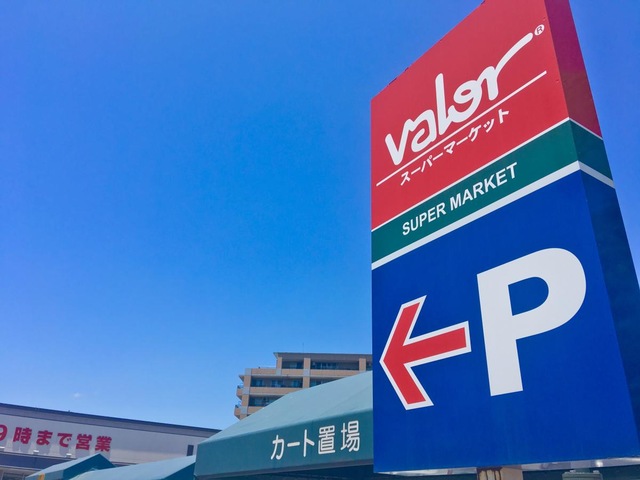 valor®
スーパーマーケット
SUPER MARKET
P
カート置場
9時まで営業